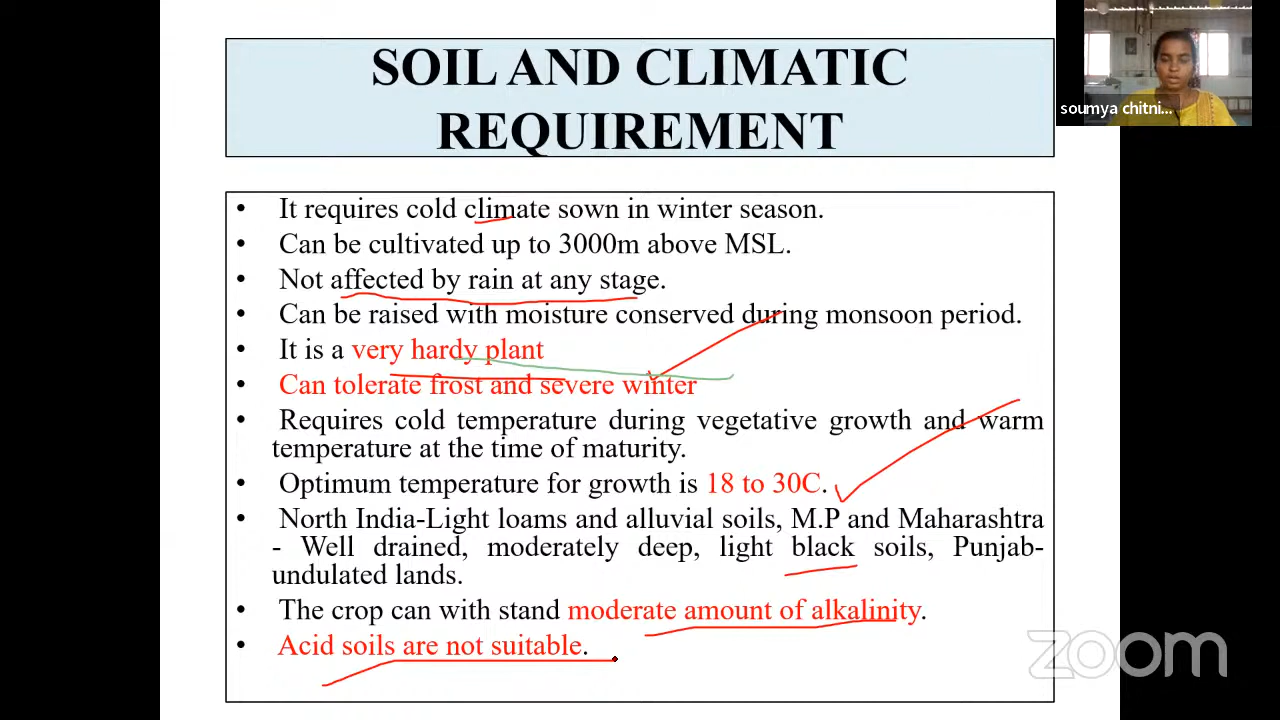 SOIL AND CLIMATIC
REQUIREMENT
soumya chitni...
• It requires cold climate sown in winter season.
• Can be cultivated up to 3000m above MSL.
• Not affected by rain at any stage.
• Can be raised with moisture conserved during monsoon period.
• It is a very hardy plant
• Can tolerate frost and severe winter
• Requires cold temperature during vegetative growth and warm
temperature at the time of maturity.
• Optimum temperature for growth is 18 to 30C.
• North India-Light loams and alluvial soils, M.P and Maharashtra
- Well drained, moderately deep, light black soils, Punjab-
undulated lands.
• The crop can with stand moderate amount of alkalinity.
• Acid soils are not suitable.
zoom